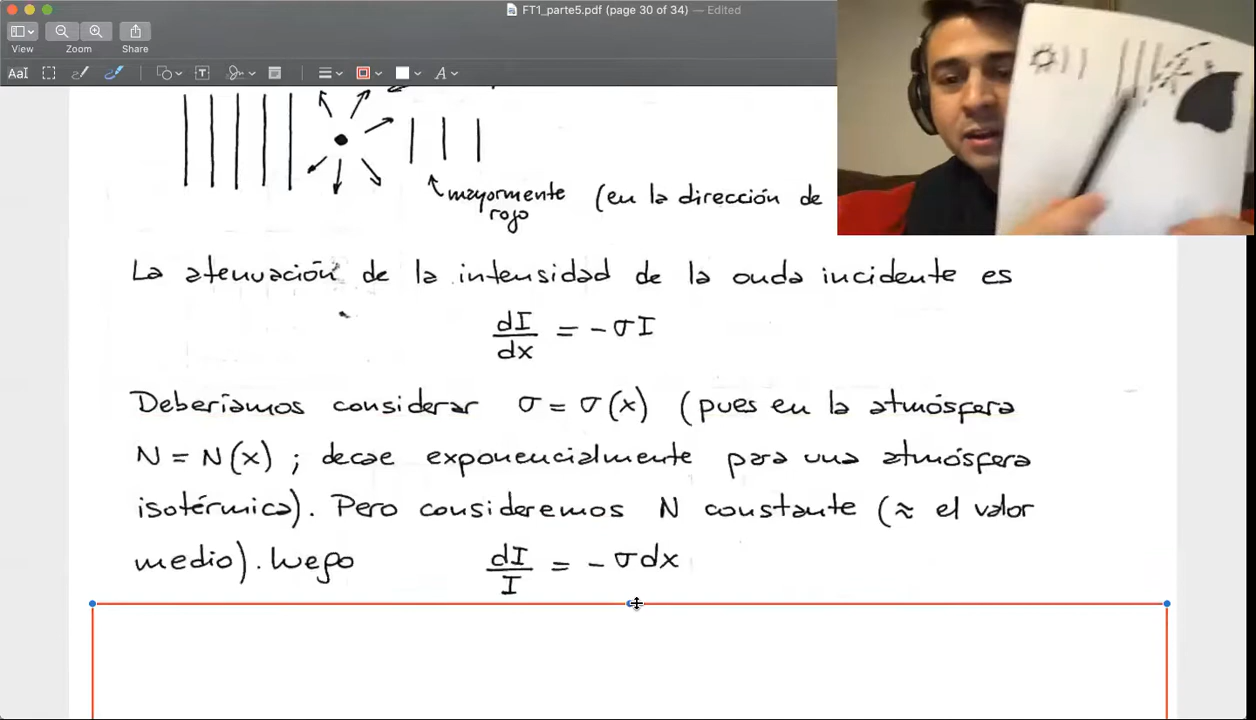 FT1_parte5.pdf (page 30 of 34) — Edited
View
Zoom
Share
AaI
T
A
mayormente (en la dirección de
rojo
La atenuación de la intensidad de la onda incidente es
dI/dx = -σI
Deberíamos considerar σ = σ(x) (pues en la atmósfera
N = N(x) ; decae exponencialmente para una atmósfera
isotérmica). Pero consideremos N constante (≈ el valor
medio). Luego dI/I = -σdx